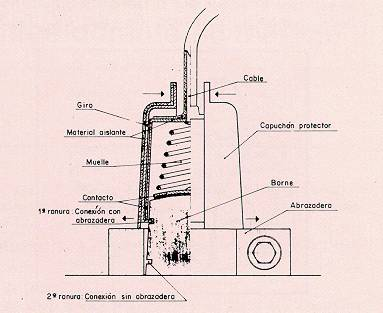 Cable
Giro
Material aislante
Capuchón protector
Muelle
Contacto
Borne
1ª ranura: Conexión con
abrazadera
Abrazadera
2ª ranura: Conexión sin abrazadera